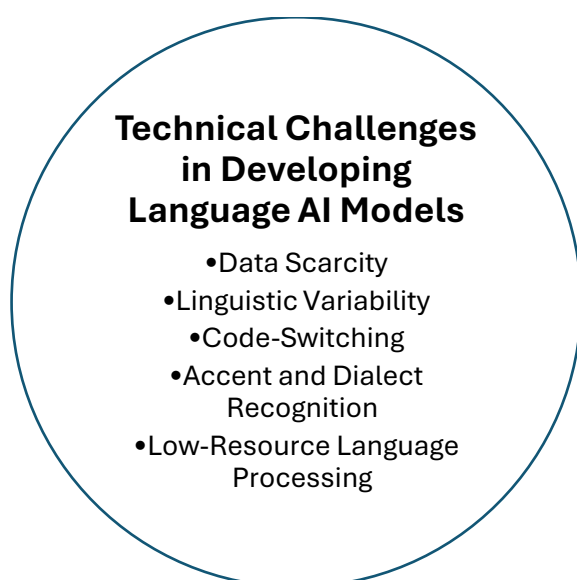 Technical Challenges
in Developing
Language AI Models
•Data Scarcity
•Linguistic Variability
•Code-Switching
•Accent and Dialect
Recognition
•Low-Resource Language
Processing